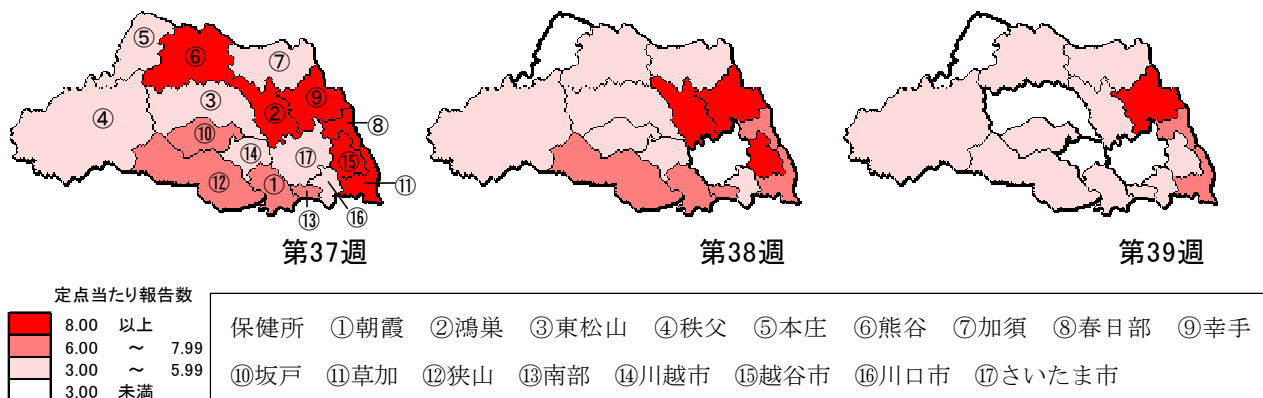 ⑤
⑥
⑦
④
③
②
⑨
⑧
⑩
⑭
⑰
⑮
⑫
①
⑪
⑬
⑯
第37週
第38週
第39週
定点当たり報告数
8.00 以上
6.00 ～ 7.99
3.00 ～ 5.99
3.00 未満
保健所 ①朝霞 ②鴻巣 ③東松山 ④秩父 ⑤本庄 ⑥熊谷 ⑦加須 ⑧春日部 ⑨幸手
⑩坂戸 ⑪草加 ⑫狭山 ⑬南部 ⑭川越市 ⑮越谷市 ⑯川口市 ⑰さいたま市